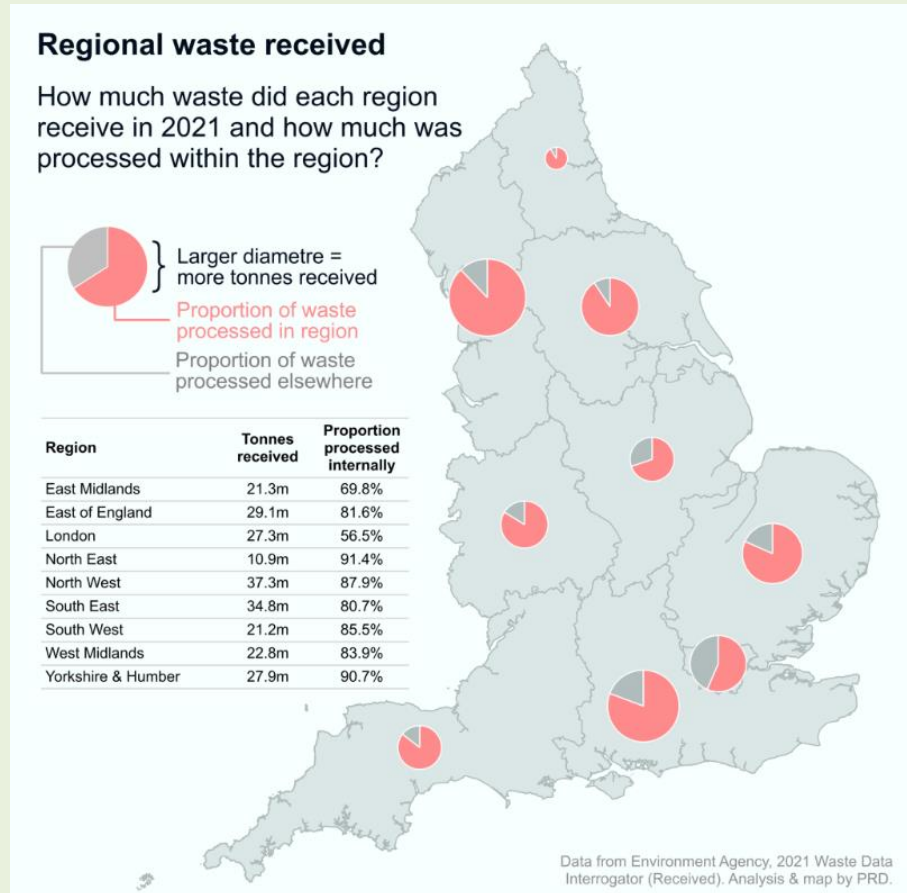 Regional waste received
How much waste did each region
receive in 2021 and how much was
processed within the region?
Larger diametre =
more tonnes received
Proportion of waste
processed in region
Proportion of waste
processed elsewhere
Region Tonnes received Proportion processed internally
East Midlands 21.3m 69.8%
East of England 29.1m 81.6%
London 27.3m 56.5%
North East 10.9m 91.4%
North West 37.3m 87.9%
South East 34.8m 80.7%
South West 21.2m 85.5%
West Midlands 22.8m 83.9%
Yorkshire & Humber 27.9m 90.7%
Data from Environment Agency, 2021 Waste Data
Interrogator (Received). Analysis & map by PRD.